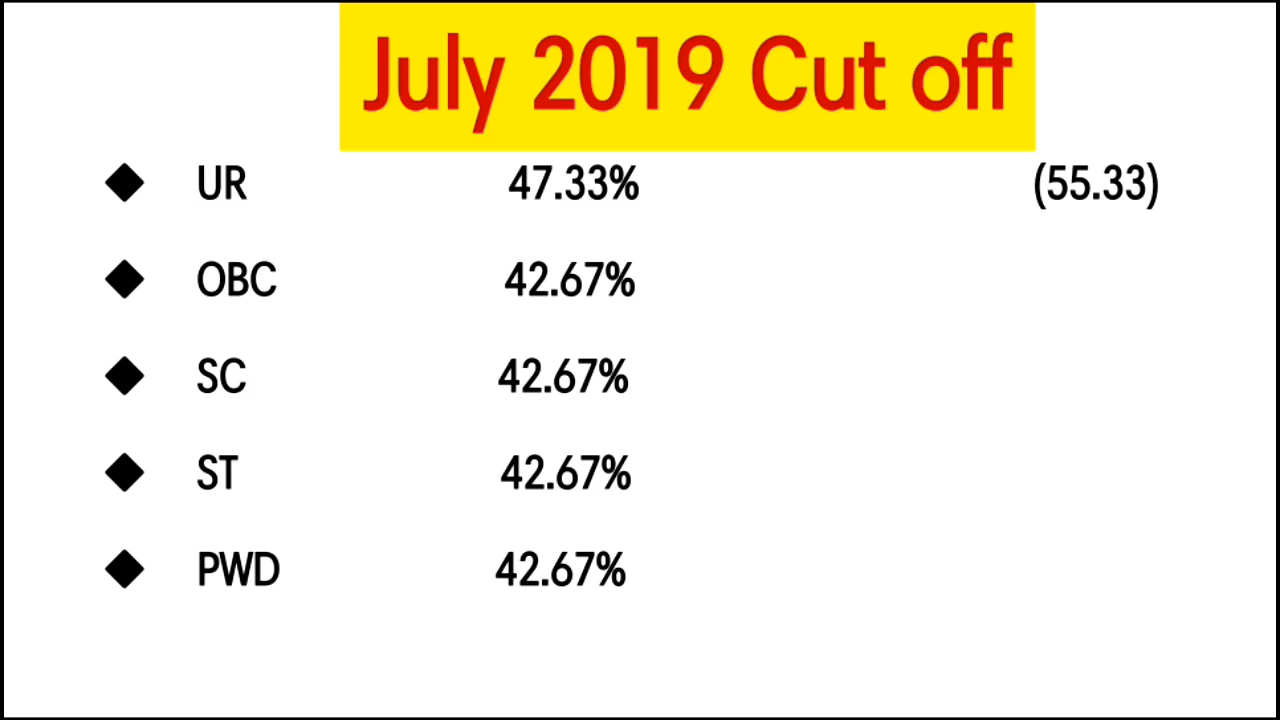 July 2019 Cut off
◆ UR 47.33% (55.33)
◆ OBC 42.67%
◆ SC 42.67%
◆ ST 42.67%
◆ PWD 42.67%